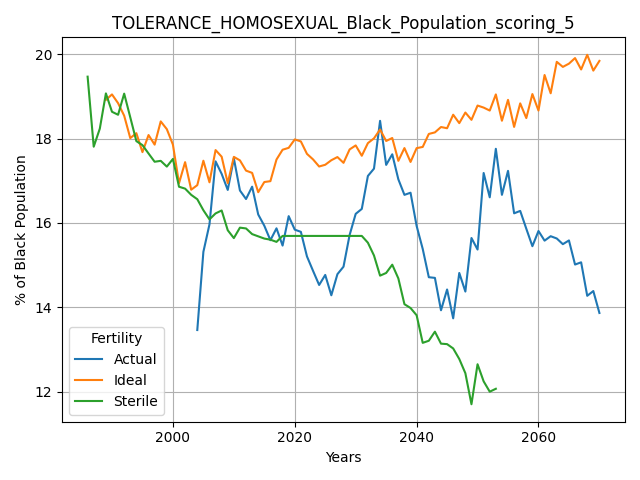 TOLERANCE_HOMOSEXUAL_Black_Population_scoring_5
% of Black Population
20
18
16
14
12
Fertility
Actual
Ideal
Sterile
2000 2020 2040 2060
Years